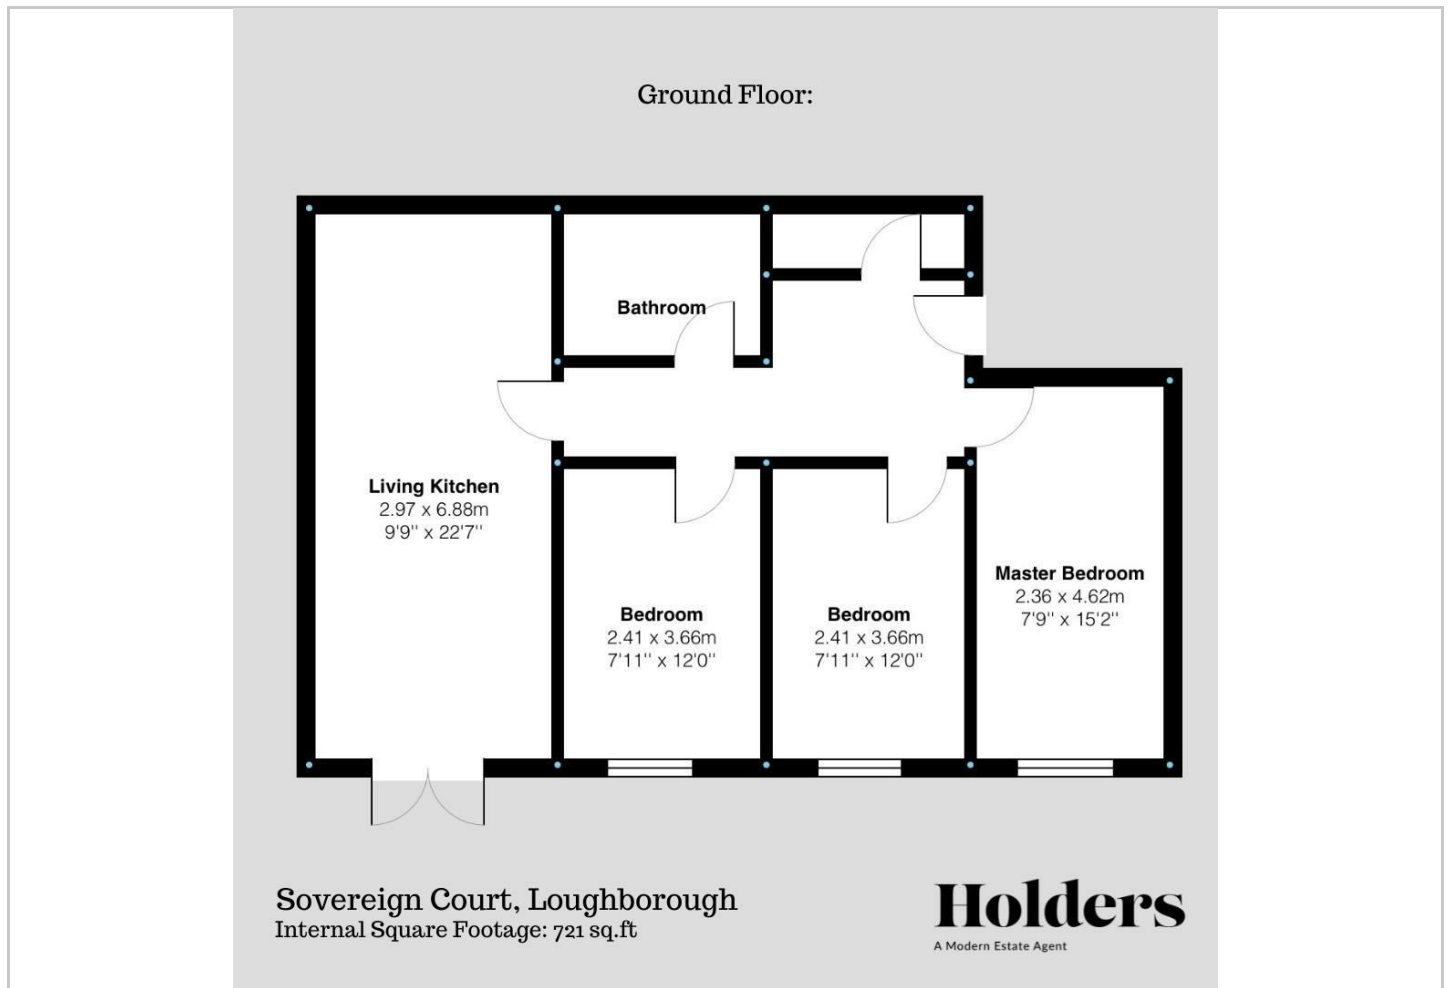 Ground Floor:
Bathroom
Living Kitchen
2.97 x 6.88m
9'9'' x 22'7''
Bedroom
2.41 x 3.66m
7'11'' x 12'0''
Bedroom
2.41 x 3.66m
7'11'' x 12'0''
Master Bedroom
2.36 x 4.62m
7'9'' x 15'2''
Sovereign Court, Loughborough
Internal Square Footage: 721 sq.ft
Holders
A Modern Estate Agent